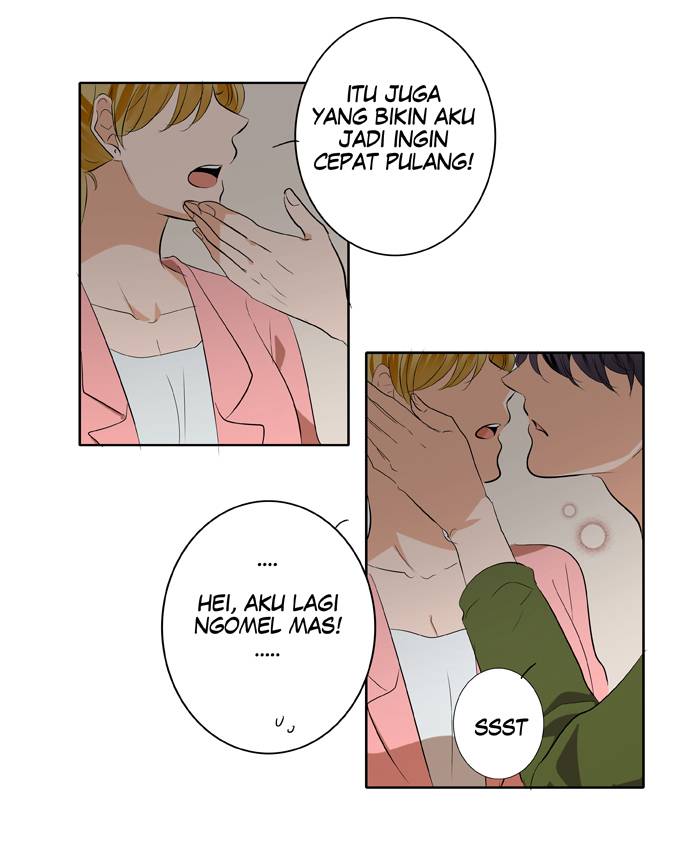 ITU JUGA
YANG BIKIN AKU
JADI INGIN
CEPAT PULANG!
....
HEI, AKU LAGI
NGOMEL MAS!
.....
SSST